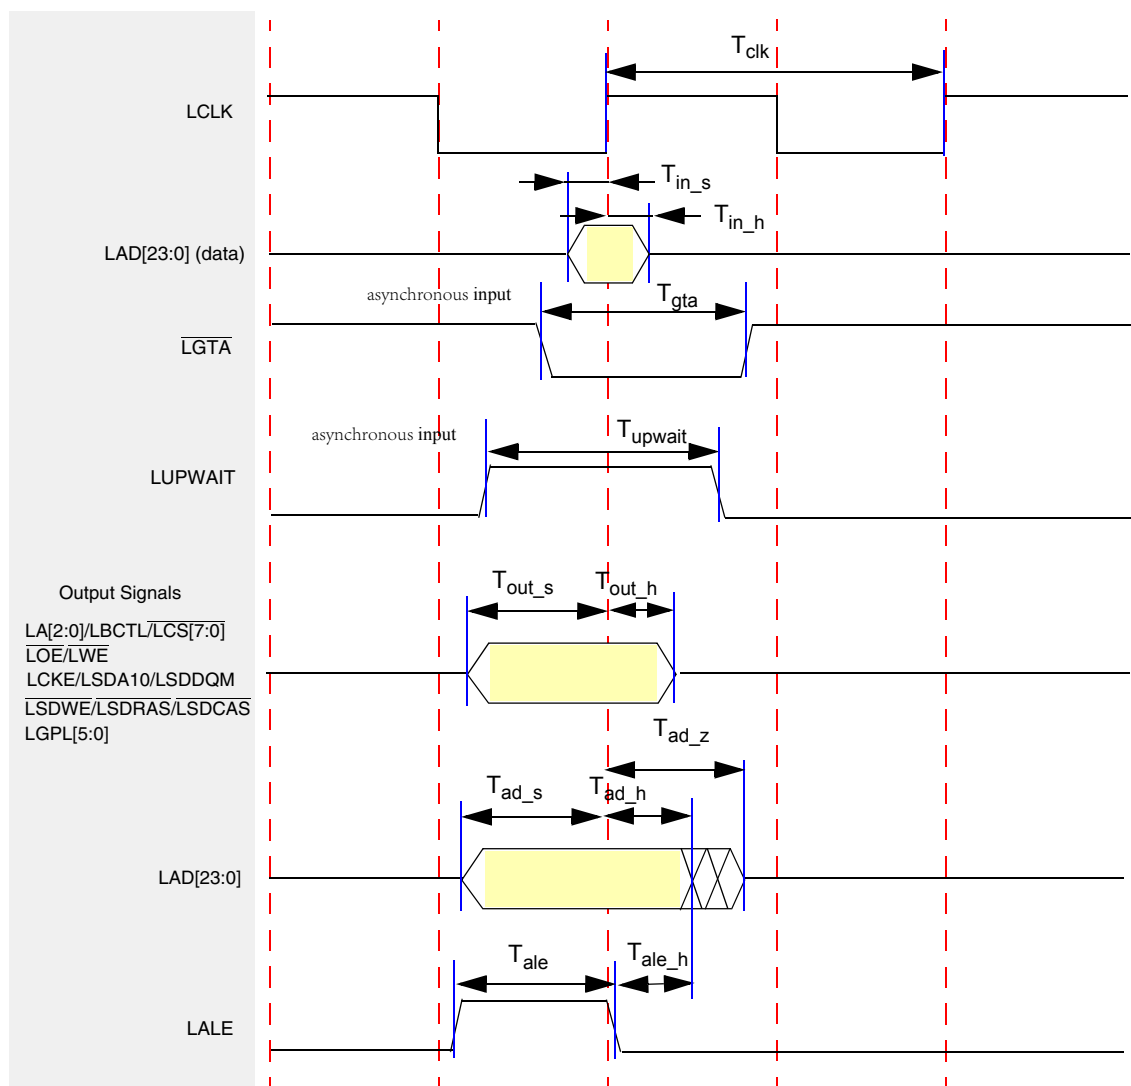 T_clk
LCLK
T_in_s
T_in_h
LAD[23:0] (data)
asynchronous input
T_gta
LGTA
asynchronous input
T_upwait
LUPWAIT
T_out_s
T_out_h
Output Signals
LA[2:0]/LBCTL/LCS[7:0]
LOE/LWE
LCKE/LSDA10/LSDDQM
LSDWE/LSDRAS/LSDCAS
LGPL[5:0]
T_ad_z
T_ad_s
T_ad_h
LAD[23:0]
T_ale
T_ale_h
LALE